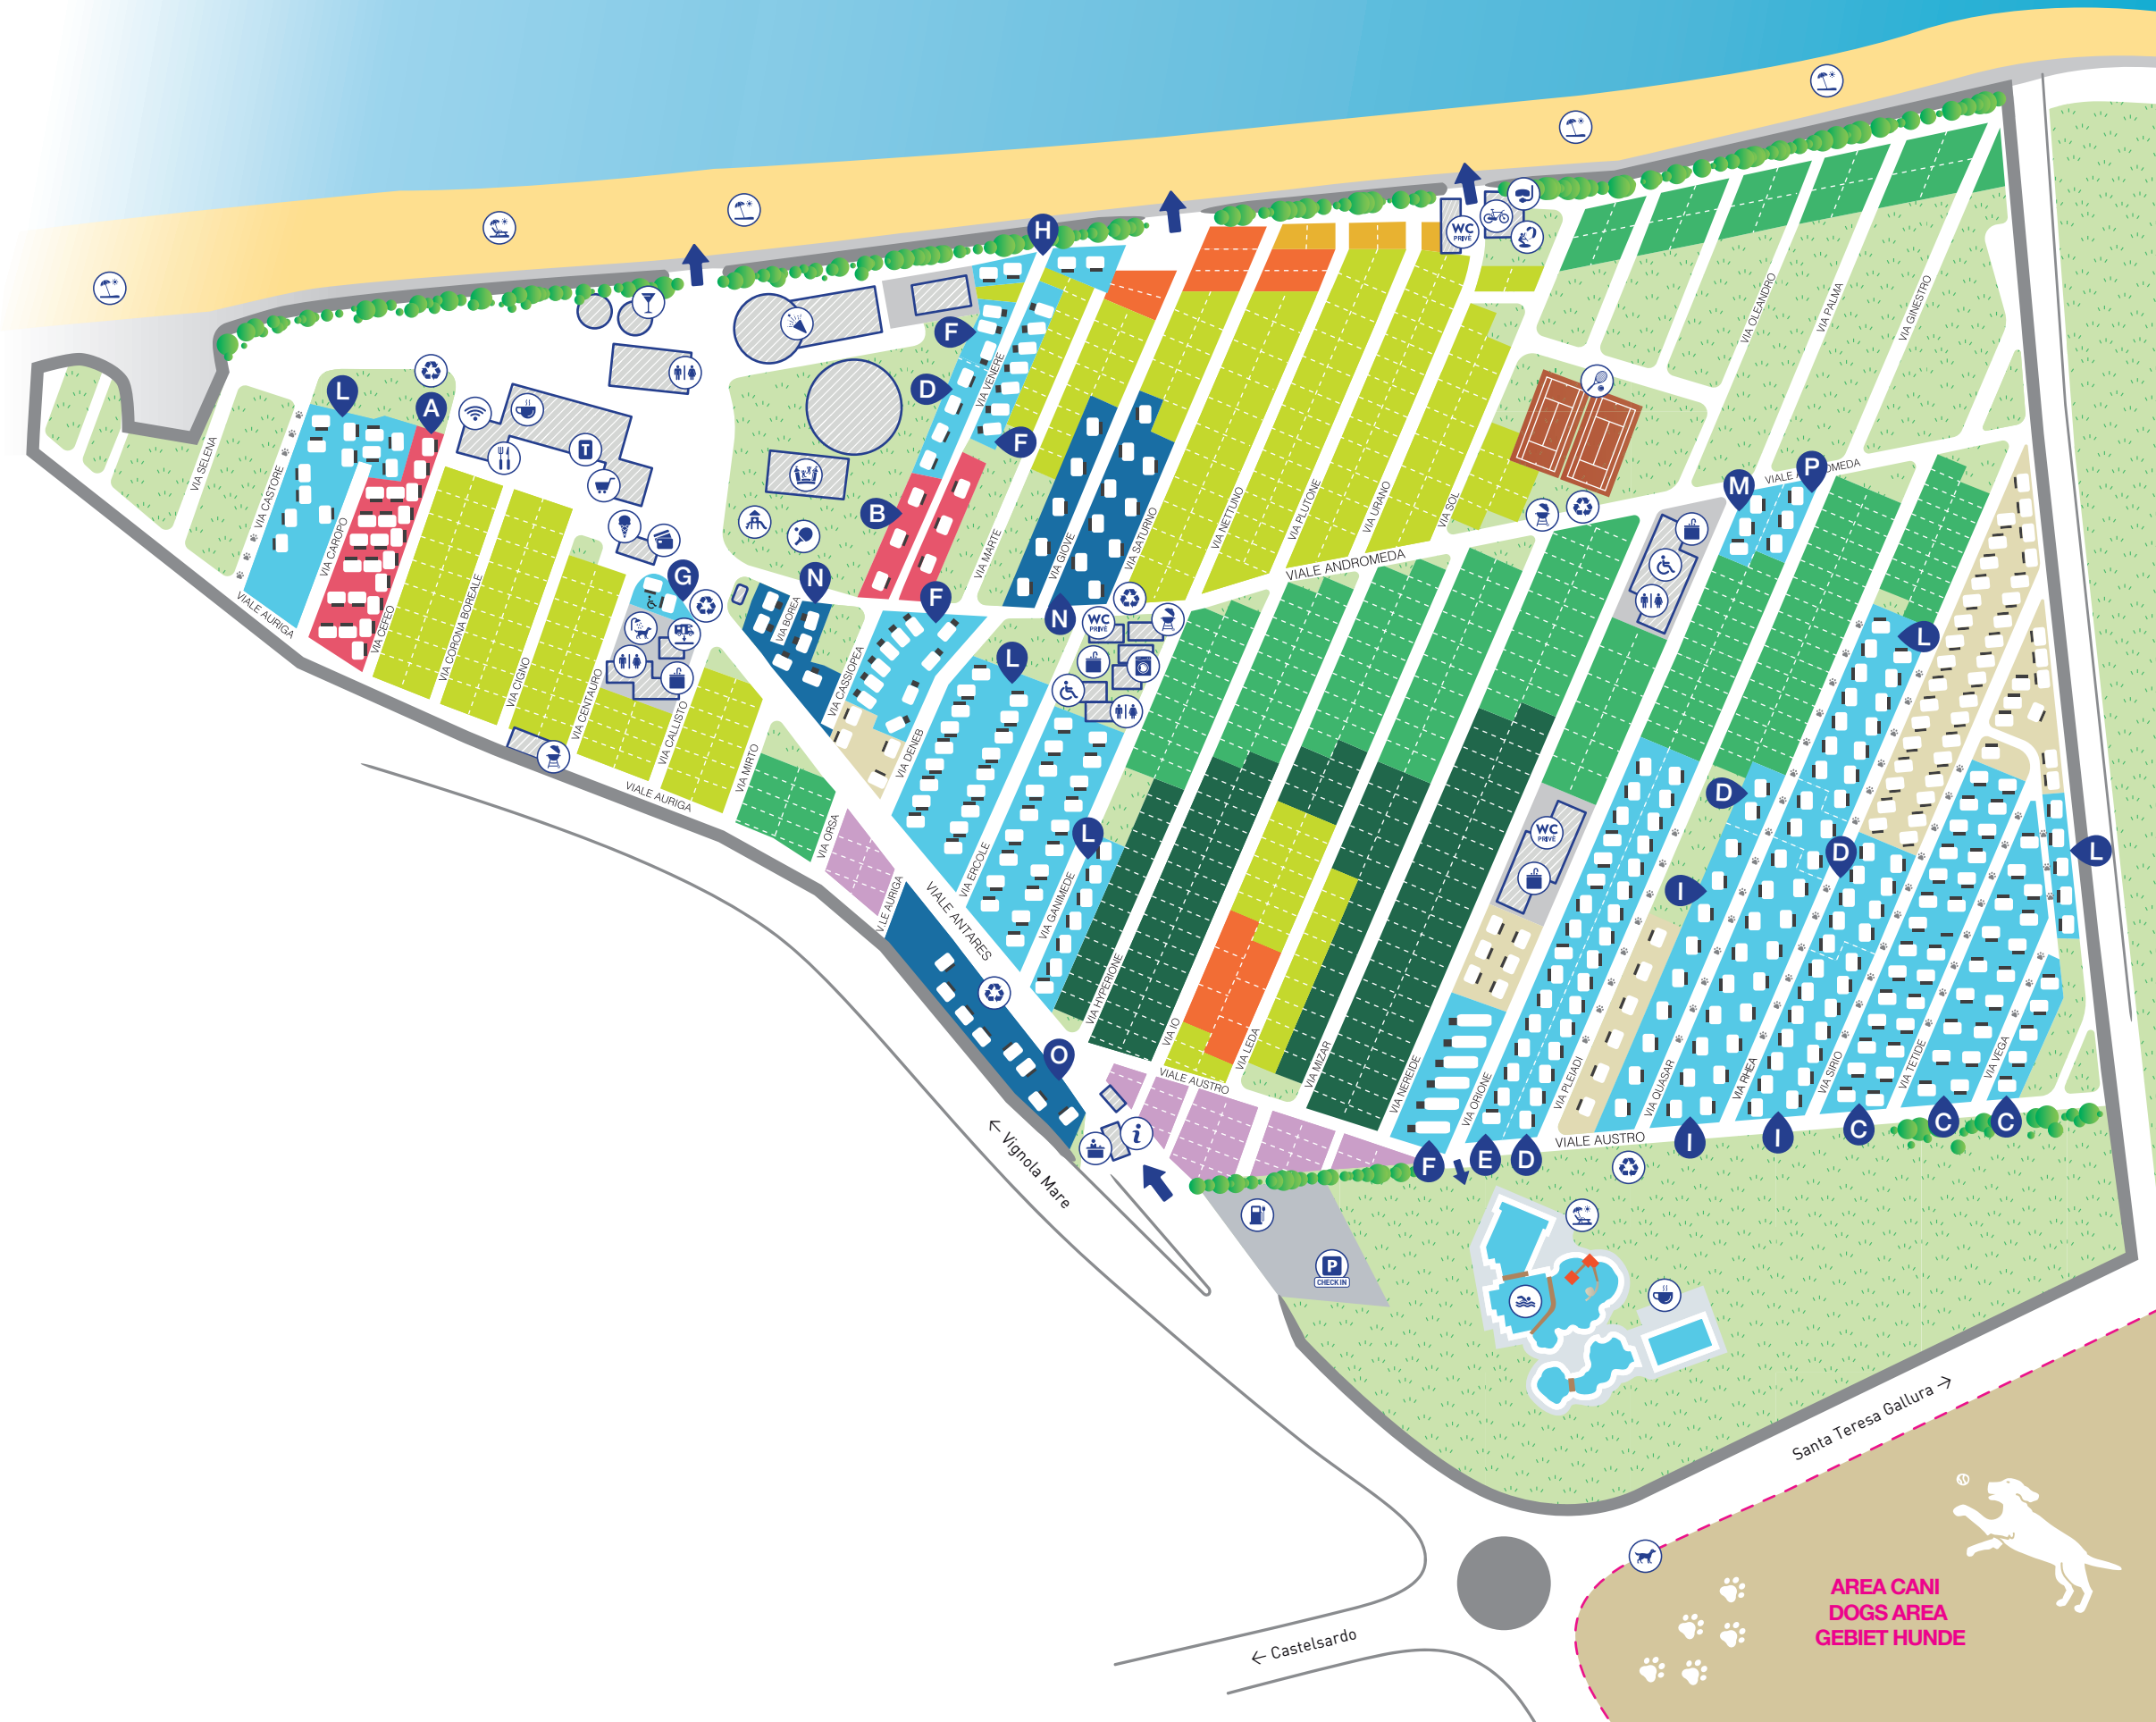 H
WC
PRIVÉ
F
D
F
VIA VENERE
VIA OLEANDRO
VIA PALMA
VIA GINESTRO
L
A
T
B
VIA SELENA
VIA CASTORE
VIA CAROPO
VIALE AURIGA
VIA CEFEO
VIA CORONA BOREALE
VIA CIGNO
VIA CENTAURO
VIA CALLISTO
VIA MIRTO
VIALE AURIGA
G
N
VIA BOREA
F
VIA MARTE
VIA GIOVE
VIA SATURNO
VIA NETTUNO
VIA PLUTONE
VIA URANO
VIA SOL
VIALE ANDROMEDA
M
P
N
WC
PRIVÉ
L
L
VIA CASSIOPEA
VIA DENEB
VIA ERCOLE
VIA GANIMEDE
L
VIA ORSA
V.LE AURIGA
VIALE ANTARES
WC
PRIVÉ
D
D
I
L
VIA HYPERIONE
VIA IO
VIA LEDA
VIA MIZAR
VIA NEREIDE
VIA ORIONE
VIA PLEIADI
VIA QUASAR
VIA RHEA
VIA SIRIO
VIA TETIDE
VIA VEGA
O
VIALE AUSTRO
i
F
E
D
VIALE AUSTRO
I
I
C
C
C
← Vignola Mare
P
CHECK IN
Santa Teresa Gallura →
← Castelsardo
AREA CANI
DOGS AREA
GEBIET HUNDE